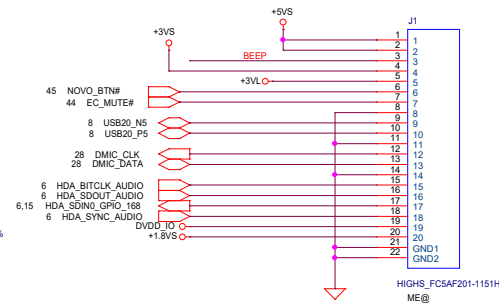 +5VS
J1
+3VS
1 1
2 2
BEEP 3 3
4 4
+3VL 5 5
45 NOVO_BTN# 6 6
44 EC_MUTE# 7 7
8 8
8 USB20_N5 9 9
8 USB20_P5 10 10
11 11
28 DMIC_CLK 12 12
28 DMIC_DATA 13 13
14 14
6 HDA_BITCLK_AUDIO 15 15
6 HDA_SDOUT_AUDIO 16 16
6,15 HDA_SDIN0_GPIO_168 17 17
6 HDA_SYNC_AUDIO 18 18
DVDD_IO 19 19
+1.8VS 20 20
21 GND1
22 GND2
%
HIGHS_FC5AF201-1151H
ME@